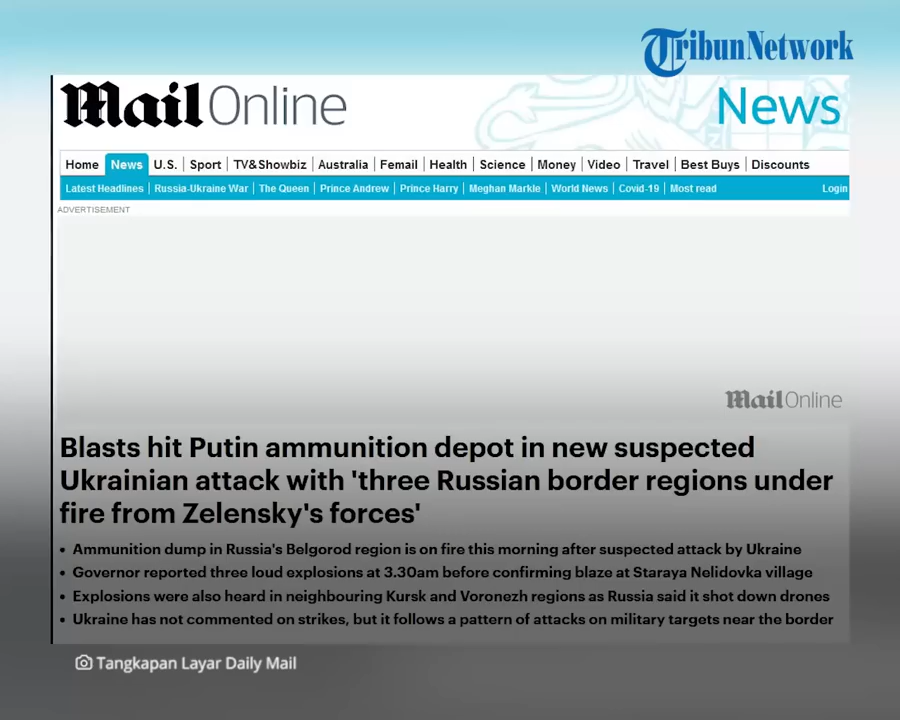 TribunNetwork
Mail Online
News
Home News U.S. Sport TV&Showbiz Australia Femail Health Science Money Video Travel Best Buys Discounts
Latest Headlines Russia-Ukraine War The Queen Prince Andrew Prince Harry Meghan Markle World News Covid-19 Most read Login
ADVERTISEMENT
Mail Online
Blasts hit Putin ammunition depot in new suspected
Ukrainian attack with 'three Russian border regions under
fire from Zelensky's forces'
• Ammunition dump in Russia's Belgorod region is on fire this morning after suspected attack by Ukraine
• Governor reported three loud explosions at 3.30am before confirming blaze at Staraya Nelidovka village
• Explosions were also heard in neighbouring Kursk and Voronezh regions as Russia said it shot down drones
• Ukraine has not commented on strikes, but it follows a pattern of attacks on military targets near the border
Tangkapan Layar Daily Mail